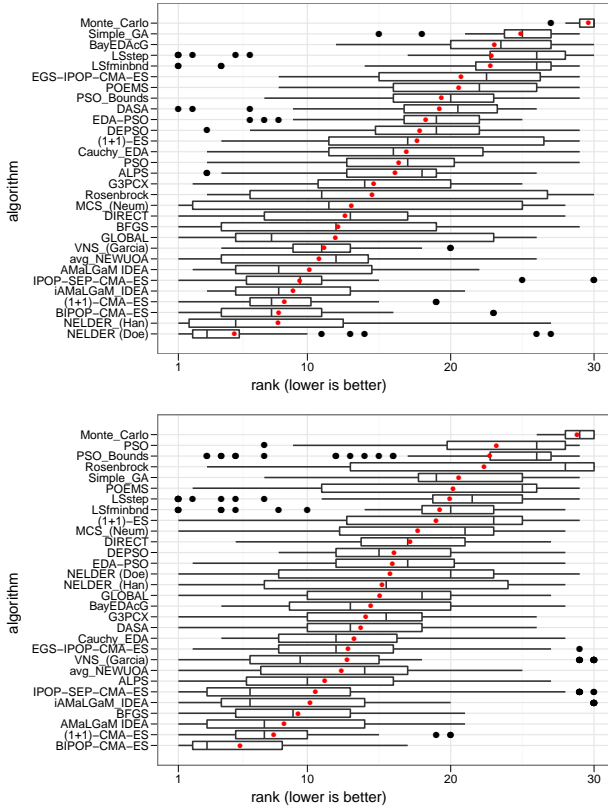 Monte_Carlo
Simple_GA
BayEDAcG
LSstep
LSfminbnd
EGS-IPOP-CMA-ES
POEMS
PSO_Bounds
DASA
EDA-PSO
DEPSO
(1+1)-ES
Cauchy_EDA
PSO
ALPS
G3PCX
Rosenbrock
MCS_(Neum)
DIRECT
BFGS
GLOBAL
VNS_(Garcia)
avg_NEWUOA
AMaLGaM IDEA
IPOP-SEP-CMA-ES
iAMaLGaM_IDEA
(1+1)-CMA-ES
BIPOP-CMA-ES
NELDER_(Han)
NELDER (Doe)
algorithm
1 10 20 30
rank (lower is better)
Monte_Carlo
PSO
PSO_Bounds
Rosenbrock
Simple_GA
POEMS
LSstep
LSfminbnd
(1+1)-ES
MCS_(Neum)
DIRECT
DEPSO
EDA-PSO
NELDER (Doe)
NELDER_(Han)
GLOBAL
BayEDAcG
G3PCX
DASA
Cauchy_EDA
EGS-IPOP-CMA-ES
VNS_(Garcia)
avg_NEWUOA
ALPS
IPOP-SEP-CMA-ES
iAMaLGaM_IDEA
BFGS
AMaLGaM IDEA
(1+1)-CMA-ES
BIPOP-CMA-ES
algorithm
1 10 20 30
rank (lower is better)